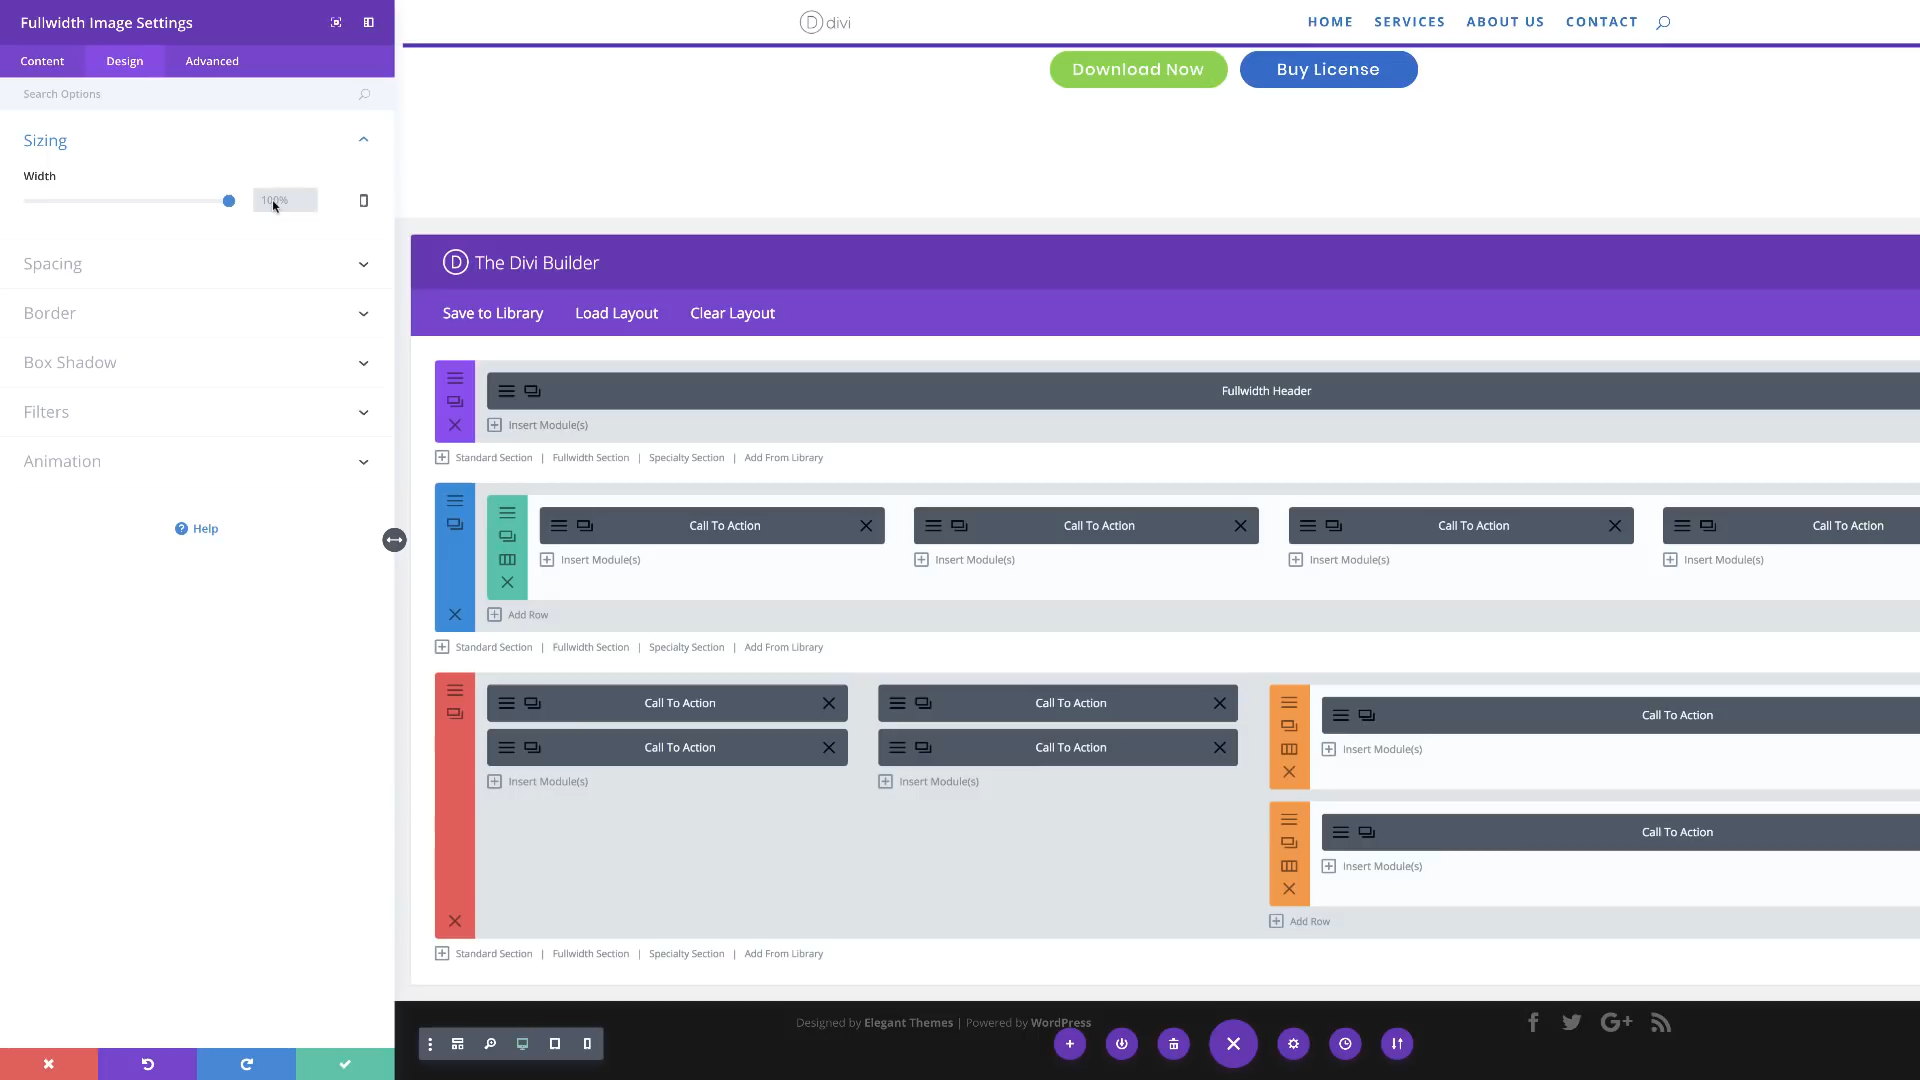 Fullwidth Image Settings
Content Design Advanced
Search Options
Sizing
Width
100%
Spacing
Border
Box Shadow
Filters
Animation
Help
divi
HOME SERVICES ABOUT US CONTACT
Download Now Buy License
The Divi Builder
Save to Library Load Layout Clear Layout
Fullwidth Header
Insert Module(s)
Standard Section | Fullwidth Section | Specialty Section | Add From Library
Call To Action Call To Action Call To Action Call To Action
Insert Module(s) Insert Module(s) Insert Module(s) Insert Module(s)
Add Row
Standard Section | Fullwidth Section | Specialty Section | Add From Library
Call To Action Call To Action Call To Action
Call To Action Call To Action Insert Module(s)
Insert Module(s) Insert Module(s)
Call To Action
Insert Module(s)
Add Row
Standard Section | Fullwidth Section | Specialty Section | Add From Library
Designed by Elegant Themes | Powered by WordPress